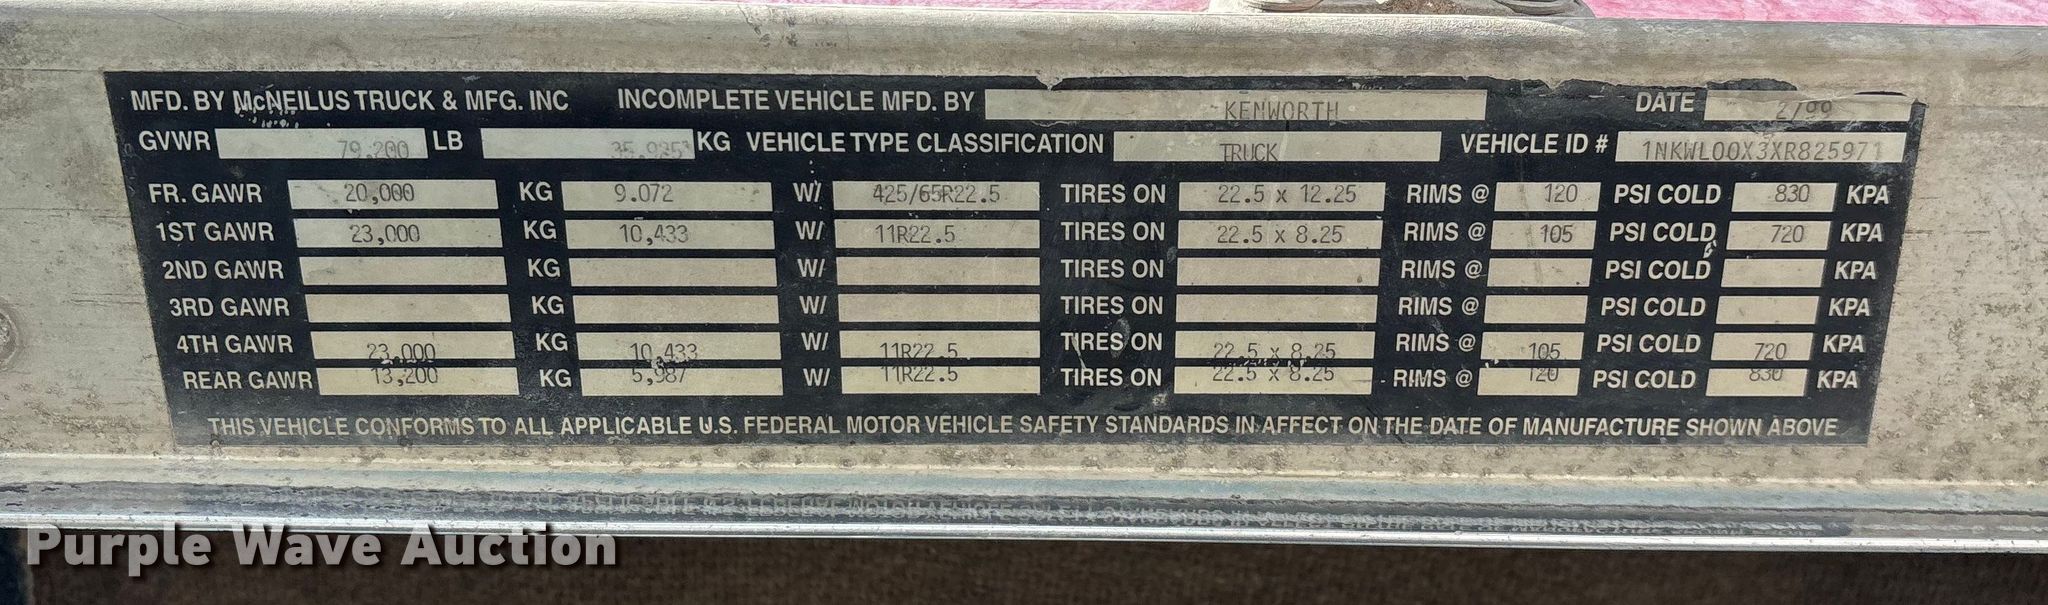 MFD. BY McNEILUS TRUCK & MFG. INC INCOMPLETE VEHICLE MFD. BY KENWORTH DATE 2/99
GVWR 79,200 LB 35,925 KG VEHICLE TYPE CLASSIFICATION TRUCK VEHICLE ID # 1NKWL00X3XR825971
FR. GAWR 20,000 KG 9.072 W/ 425/65R22.5 TIRES ON 22.5 x 12.25 RIMS @ 120 PSI COLD 830 KPA
1ST GAWR 23,000 KG 10,433 W/ 11R22.5 TIRES ON 22.5 x 8.25 RIMS @ 105 PSI COLD 720 KPA
2ND GAWR KG W/ TIRES ON RIMS @ PSI COLD KPA
3RD GAWR KG W/ TIRES ON RIMS @ PSI COLD KPA
4TH GAWR 23,000 KG 10,433 W/ 11R22.5 TIRES ON 22.5 x 8.25 RIMS @ 105 PSI COLD 720 KPA
REAR GAWR 13,200 KG 5,987 W/ 11R22.5 TIRES ON 22.5 x 8.25 RIMS @ 120 PSI COLD 830 KPA
THIS VEHICLE CONFORMS TO ALL APPLICABLE U.S. FEDERAL MOTOR VEHICLE SAFETY STANDARDS IN AFFECT ON THE DATE OF MANUFACTURE SHOWN ABOVE
Purple Wave Auction